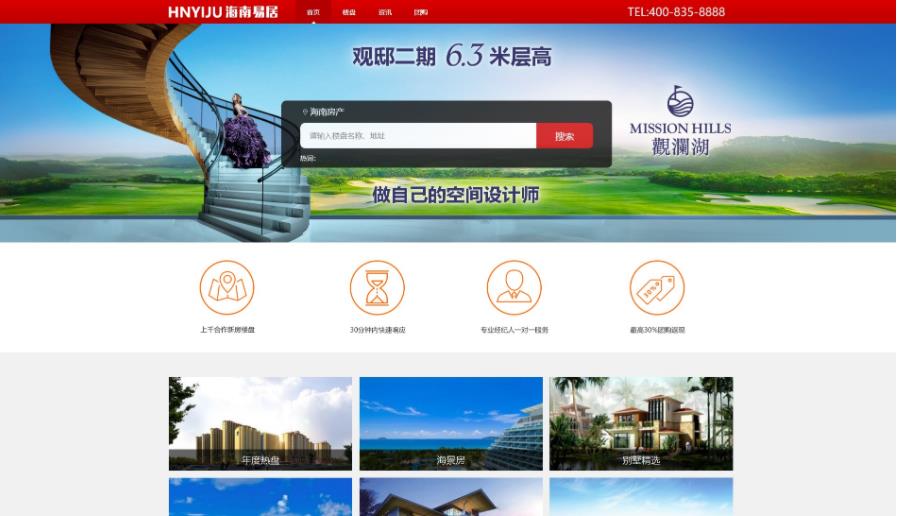 HNYIJU 海南易居
首页 楼盘 资讯 团购
TEL:400-835-8888
观邸二期 6.3 米层高
海南房产
请输入楼盘名称、地址
搜索
热词:
MISSION HILLS
觀瀾湖
做自己的空间设计师
30%
上千合作新房楼盘
30分钟内快速响应
专业经纪人一对一服务
最高30%团购返现
年度热盘
海景房
别墅精选